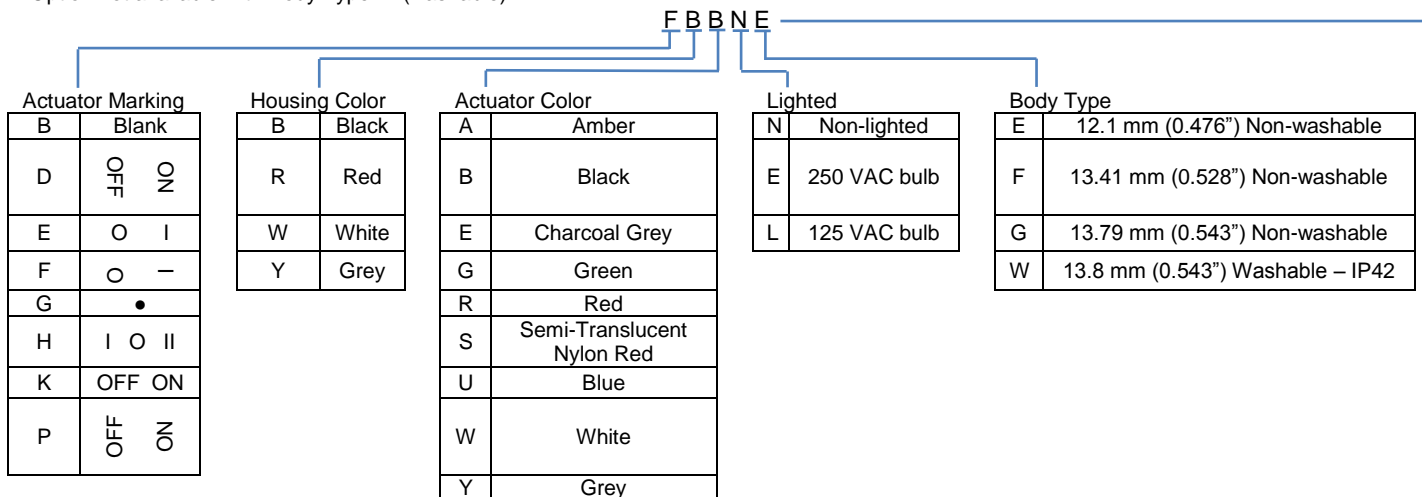 F B B N E
Actuator Marking
B Blank
D OFF ON
E O I
F O –
G ●
H I O II
K OFF ON
P OFF ON
Housing Color
B Black
R Red
W White
Y Grey
Actuator Color
A Amber
B Black
E Charcoal Grey
G Green
R Red
S Semi-Translucent
Nylon Red
U Blue
W White
Y Grey
Lighted
N Non-lighted
E 250 VAC bulb
L 125 VAC bulb
Body Type
E 12.1 mm (0.476”) Non-washable
F 13.41 mm (0.528”) Non-washable
G 13.79 mm (0.543”) Non-washable
W 13.8 mm (0.543”) Washable – IP42